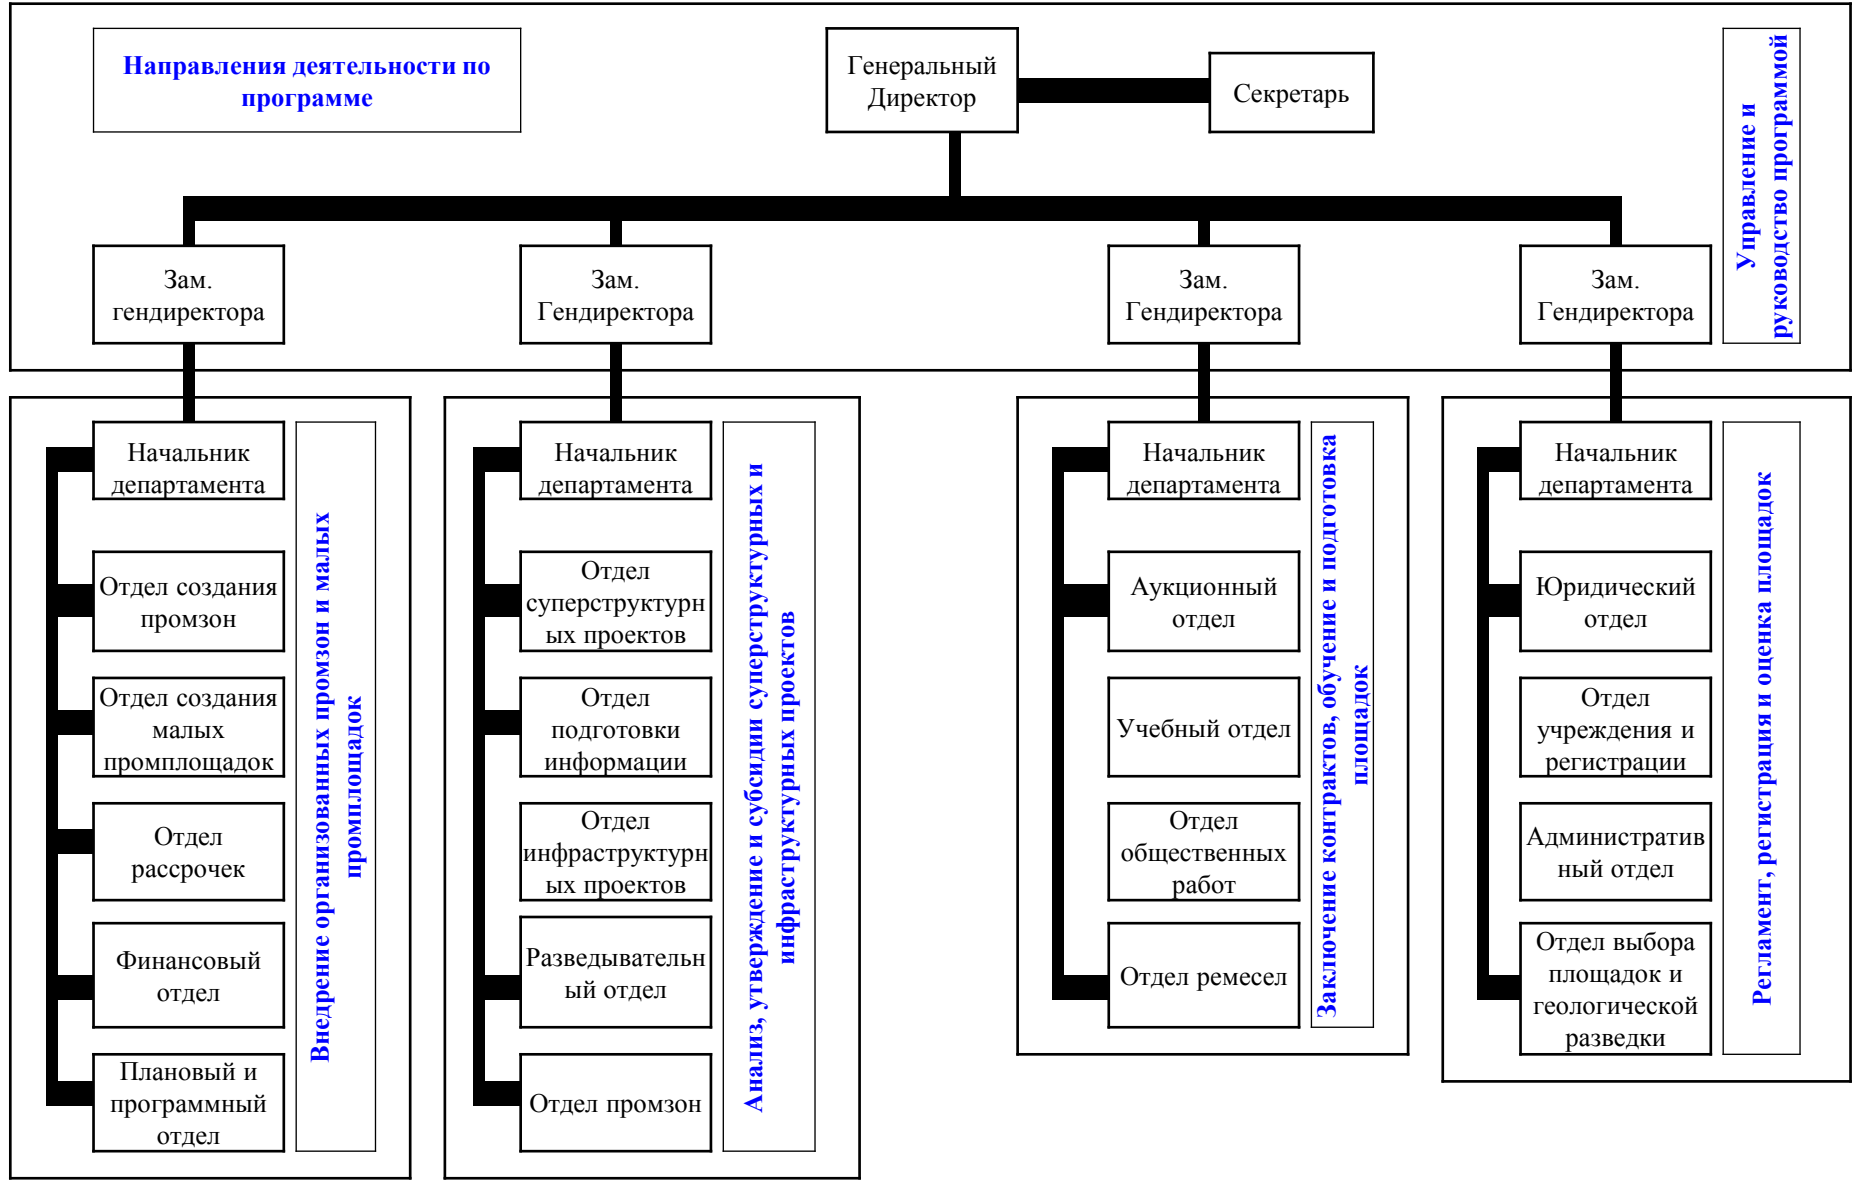 Направления деятельности по
программе
Генеральный
Директор
Секретарь
Управление и
руководство программой
Зам.
гендиректора
Зам.
Гендиректора
Зам.
Гендиректора
Зам.
Гендиректора
Начальник
департамента
Отдел создания
промзон
Отдел создания
малых
промплощадок
Отдел
рассрочек
Финансовый
отдел
Плановый и
программный
отдел
Внедрение организованных промзон и малых
промплощадок
Начальник
департамента
Отдел
суперструктурн
ых проектов
Отдел
подготовки
информации
Отдел
инфраструктурн
ых проектов
Разведывательн
ый отдел
Отдел промзон
Анализ, утверждение и субсидии суперструктурных и
инфраструктурных проектов
Начальник
департамента
Аукционный
отдел
Учебный отдел
Отдел
общественных
работ
Отдел ремесел
Заключение контрактов, обучение и подготовка
площадок
Начальник
департамента
Юридический
отдел
Отдел
учреждения и
регистрации
Административ
ный отдел
Отдел выбора
площадок и
геологической
разведки
Регламент, регистрация и оценка площадок